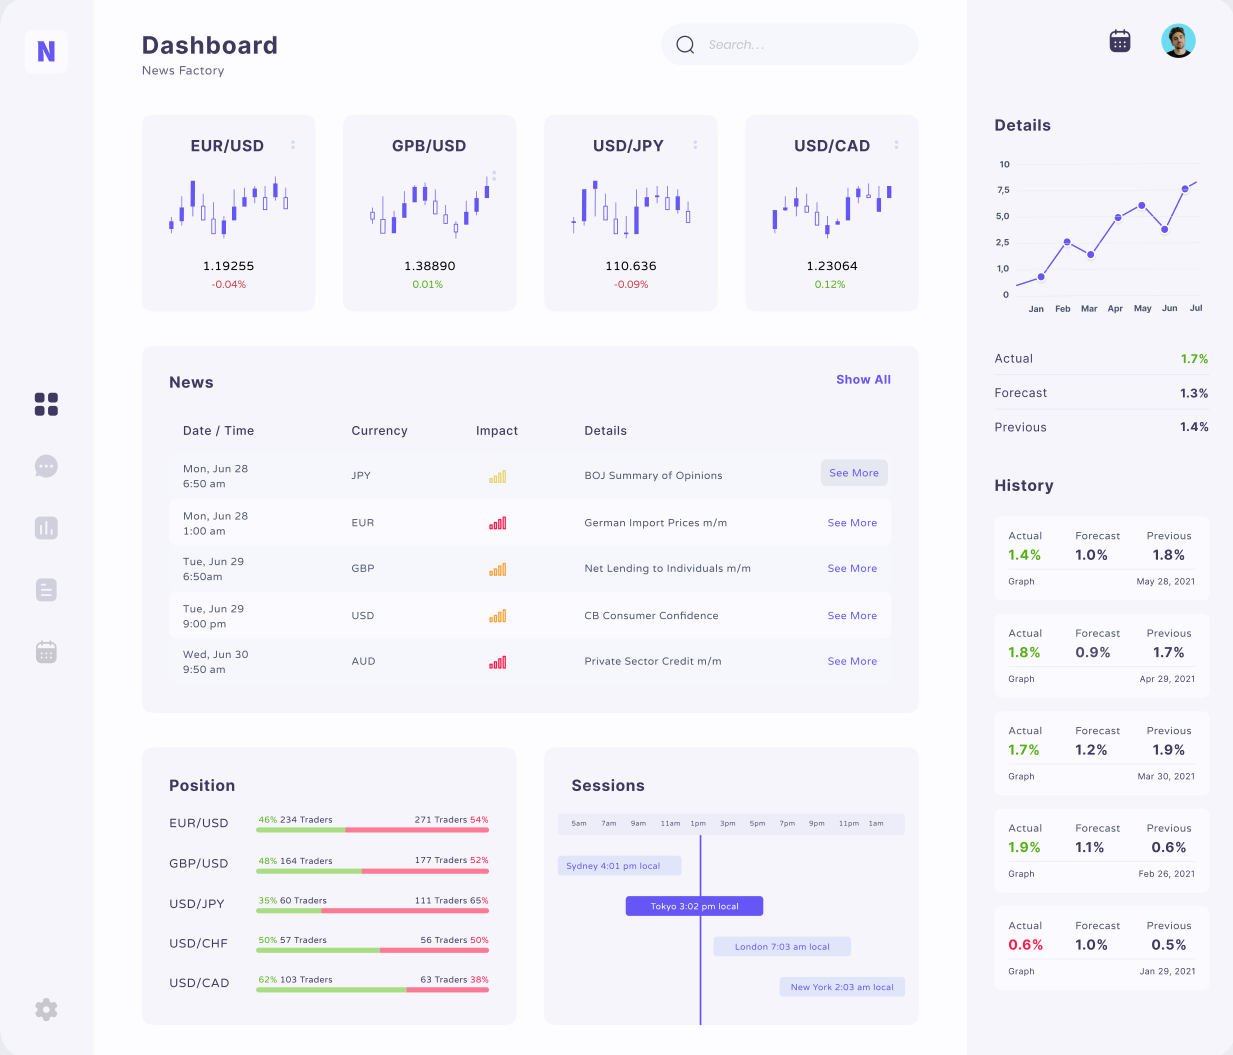 N
Dashboard
News Factory
Search...
EUR/USD
1.19255
-0.04%
GPB/USD
1.38890
0.01%
USD/JPY
110.636
-0.09%
USD/CAD
1.23064
0.12%
News
Show All
Date / Time Currency Impact Details
Mon, Jun 28
6:50 am
JPY BOJ Summary of Opinions See More
Mon, Jun 28
1:00 am
EUR German Import Prices m/m See More
Tue, Jun 29
6:50am
GBP Net Lending to Individuals m/m See More
Tue, Jun 29
9:00 pm
USD CB Consumer Confidence See More
Wed, Jun 30
9:50 am
AUD Private Sector Credit m/m See More
Position
EUR/USD 46% 234 Traders 271 Traders 54%
GBP/USD 48% 164 Traders 177 Traders 52%
USD/JPY 35% 60 Traders 111 Traders 65%
USD/CHF 50% 57 Traders 56 Traders 50%
USD/CAD 62% 103 Traders 63 Traders 38%
Sessions
5am 7am 9am 11am 1pm 3pm 5pm 7pm 9pm 11pm 1am
Sydney 4:01 pm local
Tokyo 3:02 pm local
London 7:03 am local
New York 2:03 am local
Details
10
7,5
5,0
2,5
1,0
0
Jan Feb Mar Apr May Jun Jul
Actual 1.7%
Forecast 1.3%
Previous 1.4%
History
Actual Forecast Previous
1.4% 1.0% 1.8%
Graph May 28, 2021
Actual Forecast Previous
1.8% 0.9% 1.7%
Graph Apr 29, 2021
Actual Forecast Previous
1.7% 1.2% 1.9%
Graph Mar 30, 2021
Actual Forecast Previous
1.9% 1.1% 0.6%
Graph Feb 26, 2021
Actual Forecast Previous
0.6% 1.0% 0.5%
Graph Jan 29, 2021